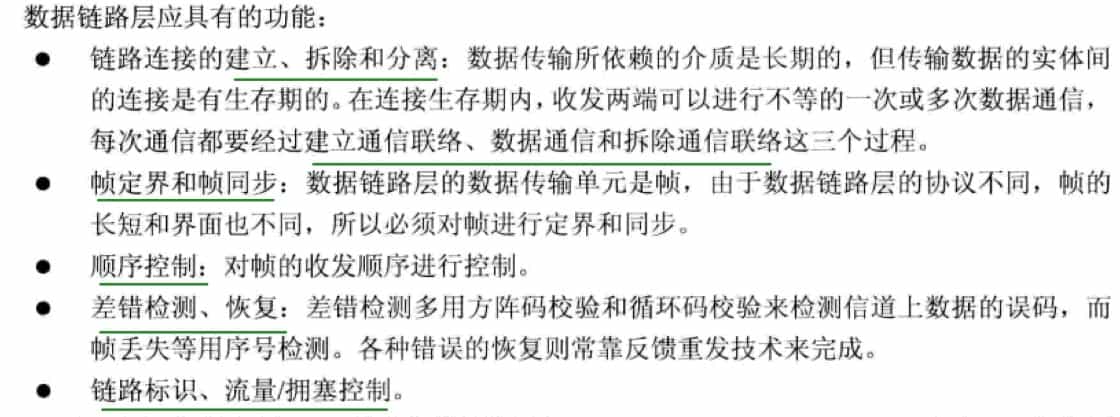 数据链路层应具有的功能：
● 链路连接的建立、拆除和分离：数据传输所依赖的介质是长期的，但传输数据的实体间
的连接是有生存期的。在连接生存期内，收发两端可以进行不等的一次或多次数据通信，
每次通信都要经过建立通信联络、数据通信和拆除通信联络这三个过程。
● 帧定界和帧同步：数据链路层的数据传输单元是帧，由于数据链路层的协议不同，帧的
长短和界面也不同，所以必须对帧进行定界和同步。
● 顺序控制：对帧的收发顺序进行控制。
● 差错检测、恢复：差错检测多用方阵码校验和循环码校验来检测信道上数据的误码，而
帧丢失等用序号检测。各种错误的恢复则常靠反馈重发技术来完成。
● 链路标识、流量/拥塞控制。